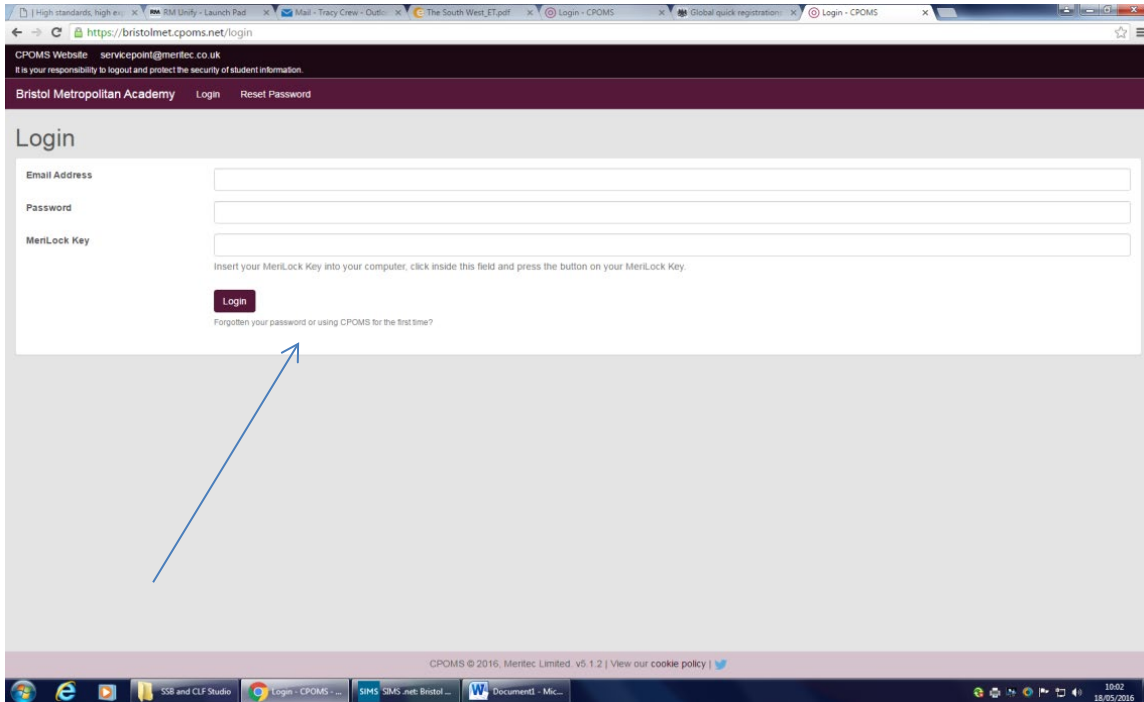 | High standards, high ex
RM Unify - Launch Pad
Mail - Tracy Crew - Outlo
The South West_ET.pdf
Login - CPOMS
Global quick registration:
Login - CPOMS
https://bristolmet.cpoms.net/login
CPOMS Website servicepoint@meritec.co.uk
It is your responsibility to logout and protect the security of student information.
Bristol Metropolitan Academy Login Reset Password
Login
Email Address
Password
MeriLock Key
Insert your MeriLock Key into your computer, click inside this field and press the button on your MeriLock Key.
Login
Forgotten your password or using CPOMS for the first time?
CPOMS © 2016, Meritec Limited. v5.1.2 | View our cookie policy |
SSB and CLF Studio
Login - CPOMS - ...
SIMS SIMS .net: Bristol ...
Document1 - Mic...
10:02
18/05/2016